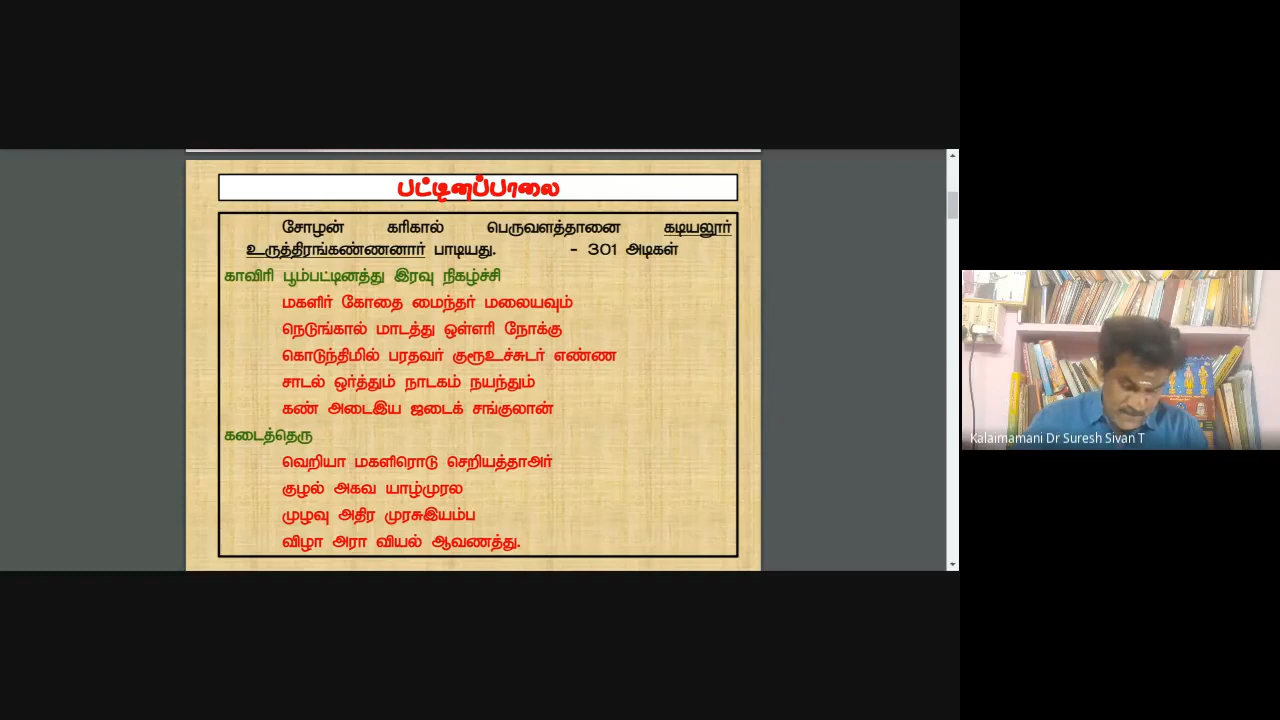 பட்டினப்பாலை
சோழன் கரிகால் பெருவளத்தானை கடியலூர்
உருத்திரங்கண்ணனார் பாடியது. - 301 அடிகள்
காவிரி பூம்பட்டினத்து இரவு நிகழ்ச்சி
மகளிர் கோதை மைந்தர் மலையவும்
நெடுங்கால் மாடத்து ஒள்ளரி நோக்கு
கொடுந்திமில் பரதவர் குரூஉச்சுடர் எண்ண
சாடல் ஒர்த்தும் நாடகம் நயந்தும்
கண் அடைஇய ஜடைக் சங்குலான்
கடைத்தெரு
வெறியா மகளிரொடு செறியத்தாஅர்
குழல் அகவ யாழ்முரல
முழவு அதிர முரசுஇயம்ப
விழா அரா வியல் ஆவணத்து.
Kalaimamani Dr Suresh Sivan T